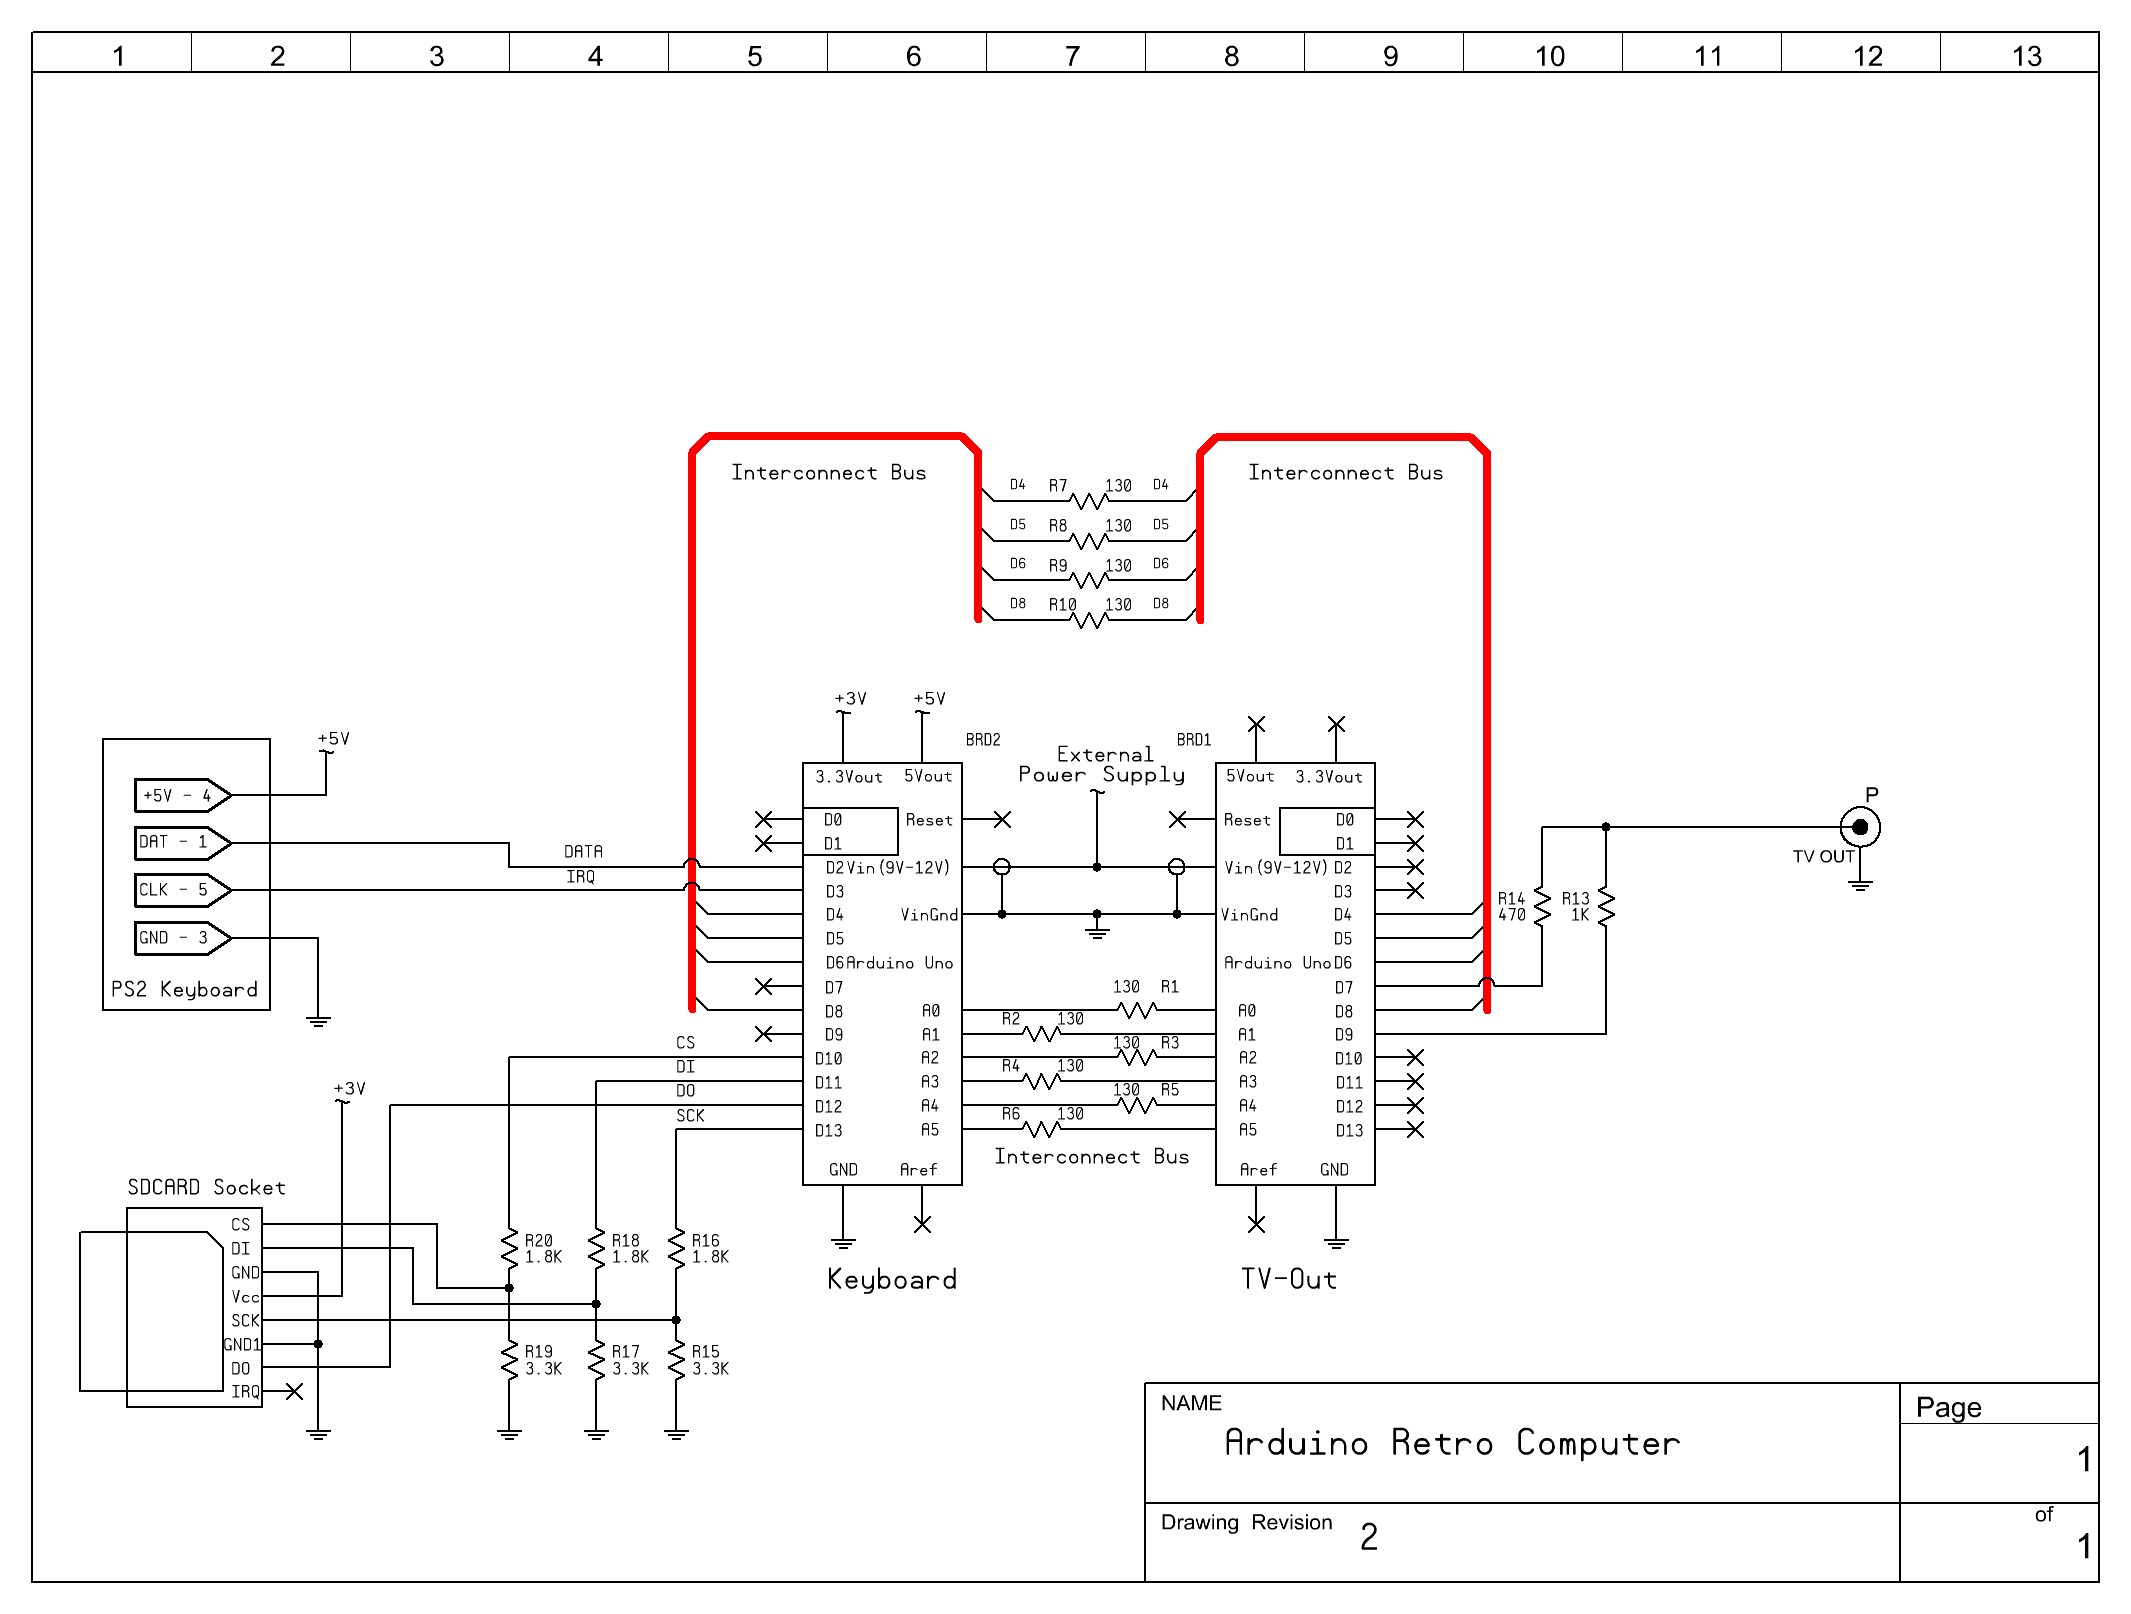 1 2 3 4 5 6 7 8 9 10 11 12 13
Interconnect Bus
Interconnect Bus
D4 R7 130 D4
D5 R8 130 D5
D6 R9 130 D6
D8 R10 130 D8
+3V +5V
+5V
BRD2
External
Power Supply
BRD1
+5V - 4
DAT - 1
CLK - 5
GND - 3
PS2 Keyboard
DATA
IRQ
3.3Vout 5Vout
D0 Reset
D1
D2 Vin(9V-12V)
D3
D4 VinGnd
D5
D6 Arduino Uno
D7
D8 A0
D9 A1
D10 A2
D11 A3
D12 A4
D13 A5
GND Aref
Keyboard
130 R1
R2 130
130 R3
R4 130
130 R5
R6 130
Interconnect Bus
5Vout 3.3Vout
Reset D0
D1
Vin(9V-12V) D2
D3
VinGnd D4
D5
Arduino Uno D6
D7
A0 D8
A1 D9
A2 D10
A3 D11
A4 D12
A5 D13
Aref GND
TV-Out
R14 R13
470 1K
P
TV OUT
CS
DI
DO
SCK
+3V
SDCARD Socket
CS
DI
GND
Vcc
SCK
GND1
DO
IRQ
R20 R18 R16
1.8K 1.8K 1.8K
R19 R17 R15
3.3K 3.3K 3.3K
NAME
Arduino Retro Computer
Page
1
of
1
Drawing Revision 2